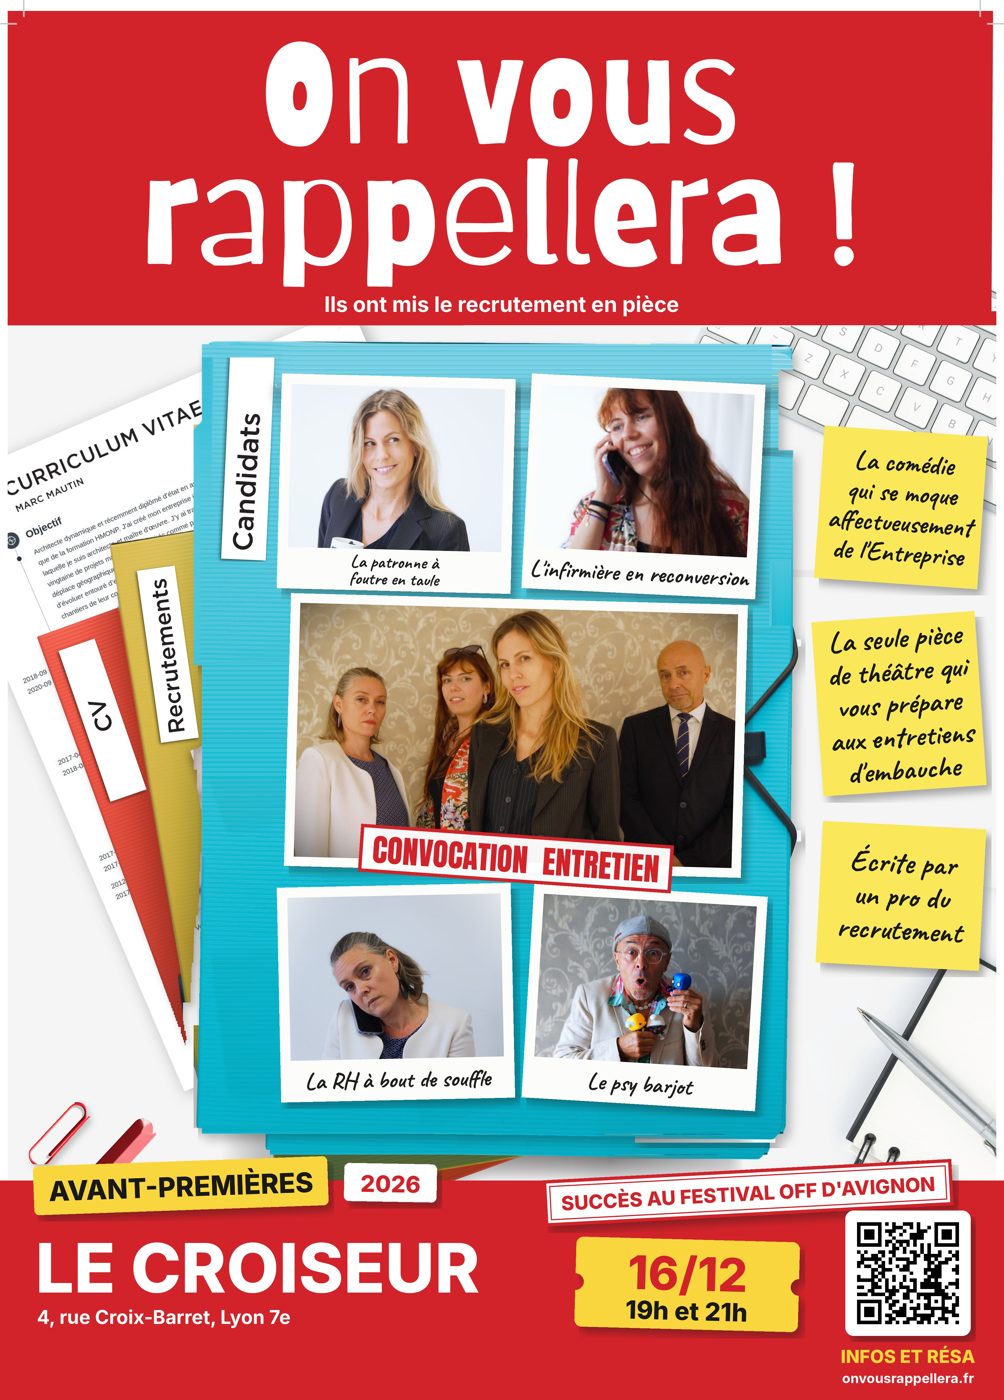 On vous
rappellera !
Ils ont mis le recrutement en pièce
CURRICULUM VITAE
MARC MAUTIN
Objectif
Candidats
Recrutements
CV
La patronne à
foutre en taule
L'infirmière en reconversion
CONVOCATION ENTRETIEN
La RH à bout de souffle
Le psy barjot
La comédie
qui se moque
affectueusement
de l'Entreprise
La seule pièce
de théâtre qui
vous prépare
aux entretiens
d'embauche
Écrite par
un pro du
recrutement
AVANT-PREMIÈRES
2026
SUCCÈS AU FESTIVAL OFF D'AVIGNON
LE CROISEUR
4, rue Croix-Barret, Lyon 7e
16/12
19h et 21h
INFOS ET RÉSA
onvousrappellera.fr